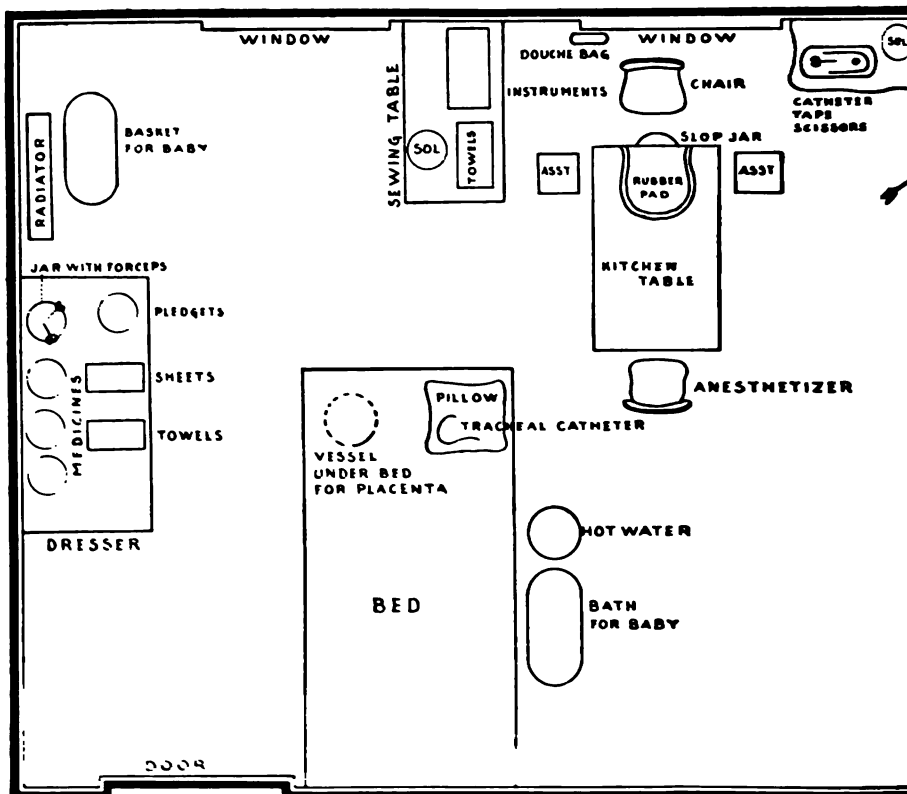 WINDOW
WINDOW
DOUCHE BAG
SOL
SEWING TABLE
INSTRUMENTS
CHAIR
CATHETER
TAPE
SCISSORS
BASKET
FOR BABY
RADIATOR
SOL
TOWELS
SLOP JAR
ASST
RUBBER
PAD
ASST
JAR WITH FORCEPS
KITCHEN
TABLE
PLEDGETS
SHEETS
MEDICINES
TOWELS
PILLOW
TRACHEAL CATHETER
ANESTHETIZER
VESSEL
UNDER BED
FOR PLACENTA
DRESSER
HOT WATER
BED
BATH
FOR BABY
DOOR